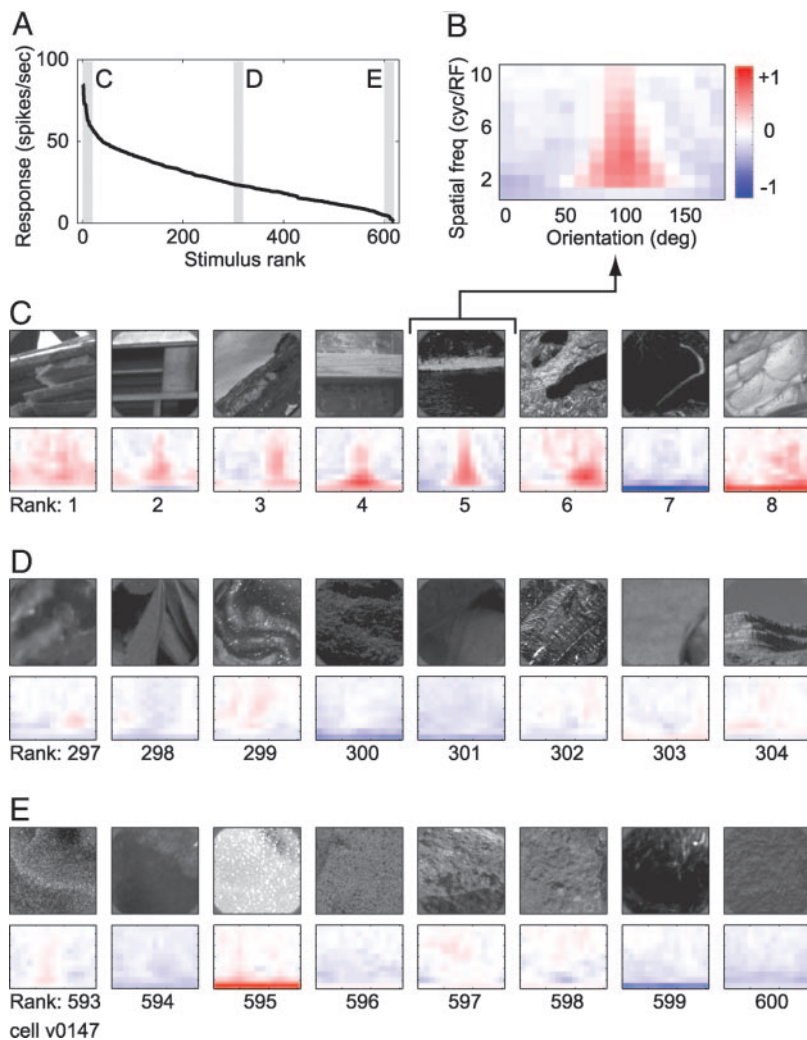 A
Response (spikes/sec)
100
50
0
C
D
E
0
200
400
600
Stimulus rank
B
Spatial freq (cyc/RF)
10
6
2
0
50
100
150
Orientation (deg)
+1
0
-1
C
Rank: 1
2
3
4
5
6
7
8
D
Rank: 297
298
299
300
301
302
303
304
E
Rank: 593
594
595
596
597
598
599
600
cell v0147